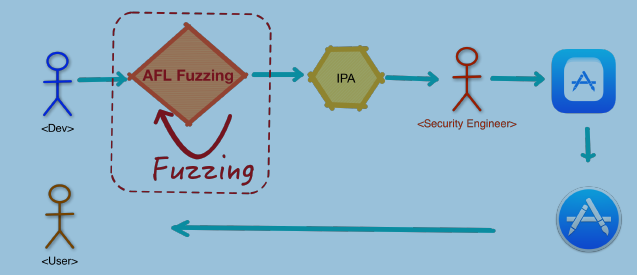 AFL Fuzzing
IPA
<Dev>
<Security Engineer>
Fuzzing
<User>